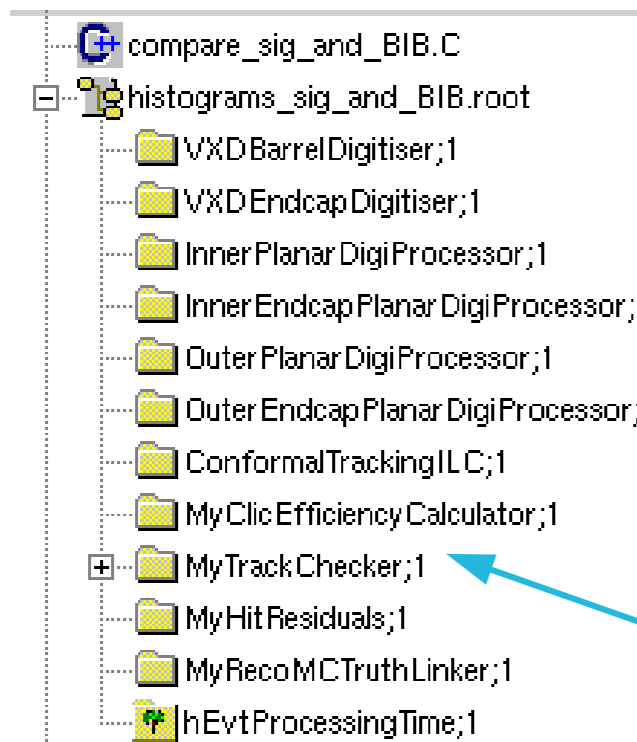 compare_sig_and_BIB.C
histograms_sig_and_BIB.root
VXDBarrelDigitiser;1
VXDEndcapDigitiser;1
InnerPlanarDigiProcessor;1
InnerEndcapPlanarDigiProcessor;
OuterPlanarDigiProcessor;1
OuterEndcapPlanarDigiProcessor;
ConformalTrackingILC;1
MyClicEfficiencyCalculator;1
MyTrackChecker;1
MyHitResiduals;1
MyRecoMCTruthLinker;1
hEvtProcessingTime;1